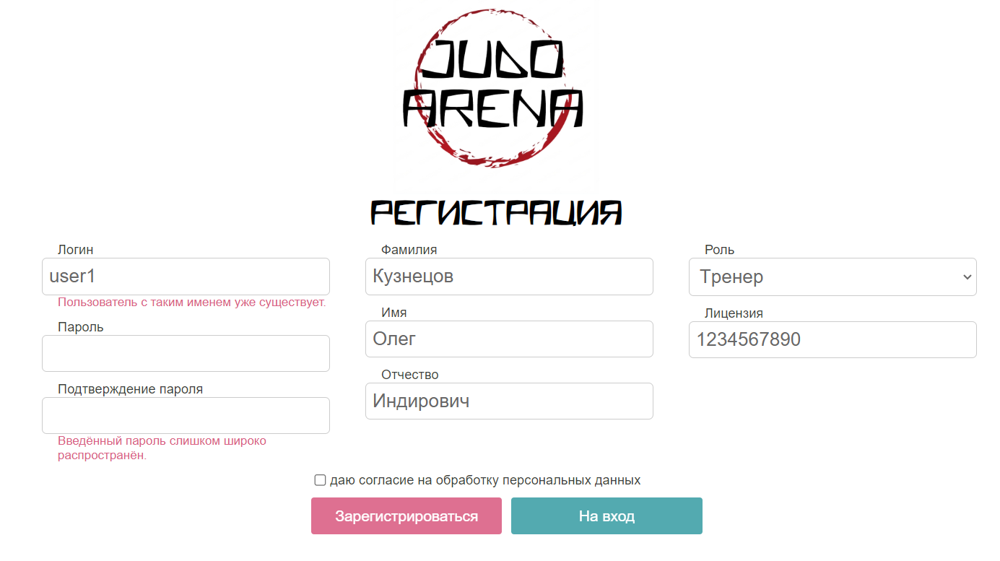 JUDO
ARENA
РЕГИСТРАЦИЯ
Логин
user1
Пользователь с таким именем уже существует.
Пароль
Подтверждение пароля
Введённый пароль слишком широко
распространён.
Фамилия
Кузнецов
Имя
Олег
Отчество
Индирович
Роль
Тренер
Лицензия
1234567890
даю согласие на обработку персональных данных
Зарегистрироваться
На вход